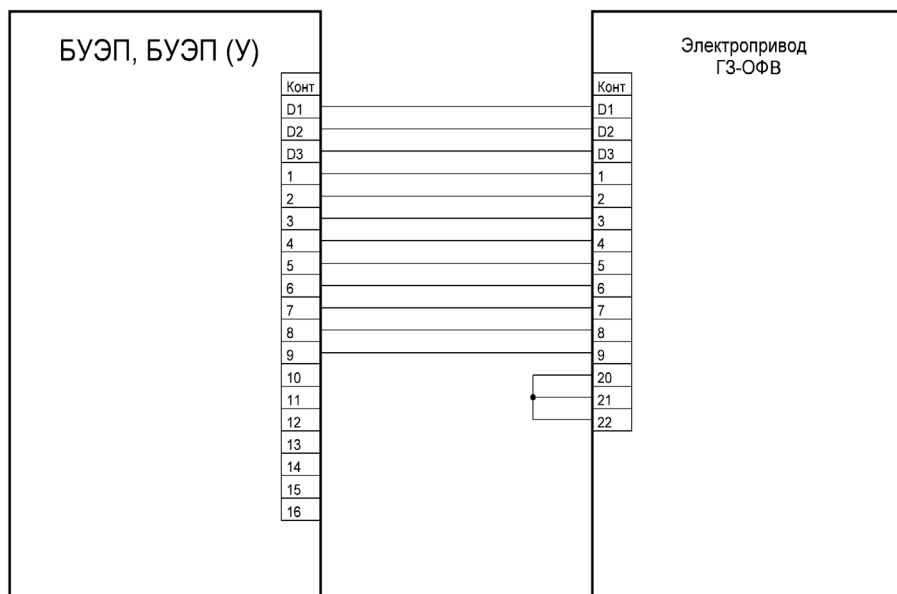 БУЭП, БУЭП (У)
Электропривод
ГЗ-ОФВ
Конт
D1
D2
D3
1
2
3
4
5
6
7
8
9
10
11
12
13
14
15
16
Конт
D1
D2
D3
1
2
3
4
5
6
7
8
9
20
21
22